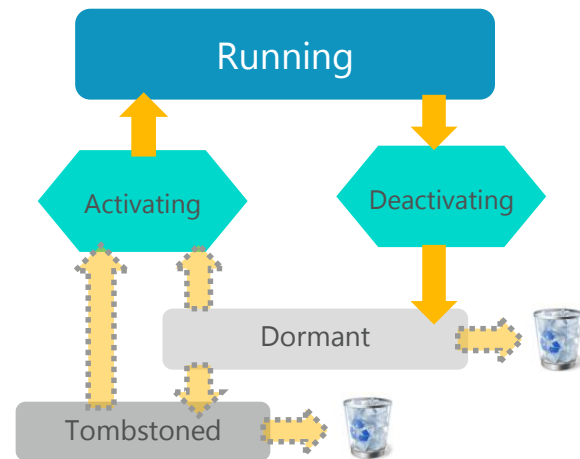 Running
Activating
Deactivating
Dormant
Tombstoned